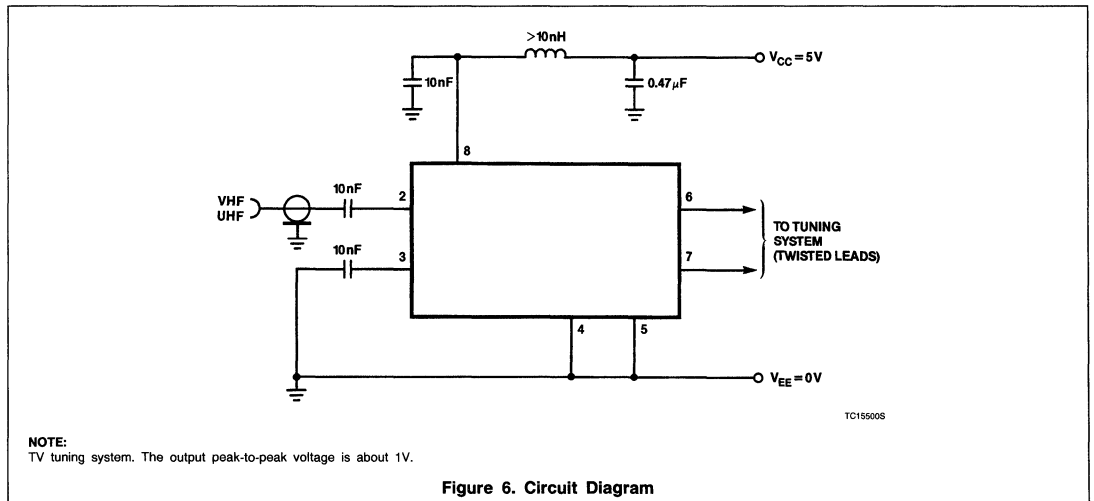 >10nH
V_CC=5V
10nF
0.47μF
8
VHF
UHF
10nF
2
10nF
3
6
7
TO TUNING
SYSTEM
(TWISTED LEADS)
4
5
V_EE=0V
TC15500S
NOTE:
TV tuning system. The output peak-to-peak voltage is about 1V.
Figure 6. Circuit Diagram